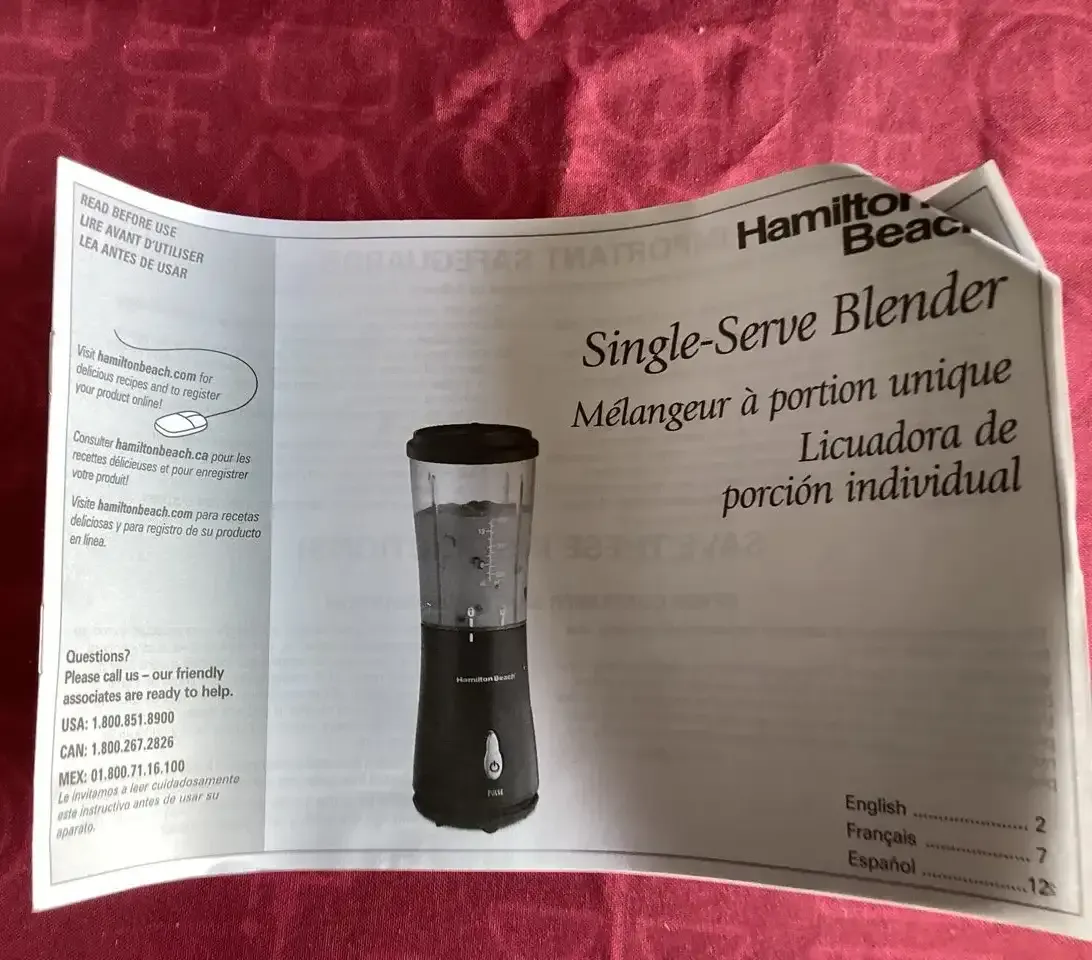 READ BEFORE USE
LIRE AVANT D'UTILISER
LEA ANTES DE USAR
Visit hamiltonbeach.com for
delicious recipes and to register
your product online!
Consulter hamiltonbeach.ca pour les
recettes délicieuses et pour enregistrer
votre produit!
Visite hamiltonbeach.com para recetas
deliciosas y para registro de su producto
en línea.
Questions?
Please call us – our friendly
associates are ready to help.
USA: 1.800.851.8900
CAN: 1.800.267.2826
MEX: 01.800.71.16.100
Le invitamos a leer cuidadosamente
este instructivo antes de usar su
aparato.
Hamilton
Beach
Single-Serve Blender
Mélangeur à portion unique
Licuadora de
porción individual
Hamilton Beach
English ........................ 2
Français ...................... 7
Español ...................... 12